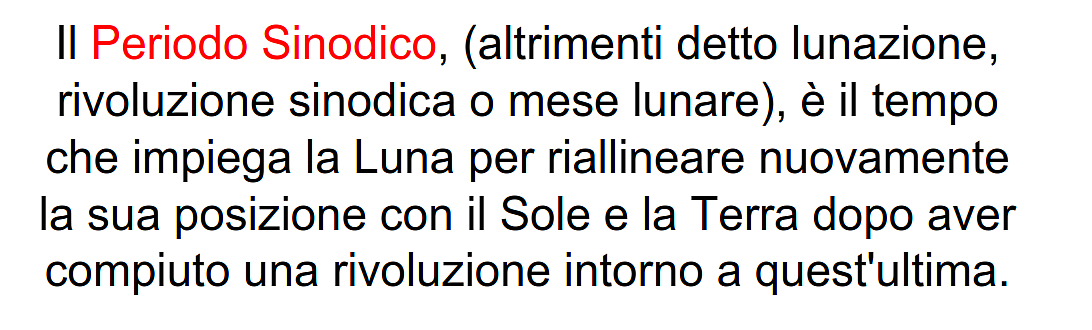 Il Periodo Sinodico, (altrimenti detto lunazione,
rivoluzione sinodica o mese lunare), è il tempo
che impiega la Luna per riallineare nuovamente
la sua posizione con il Sole e la Terra dopo aver
compiuto una rivoluzione intorno a quest'ultima.